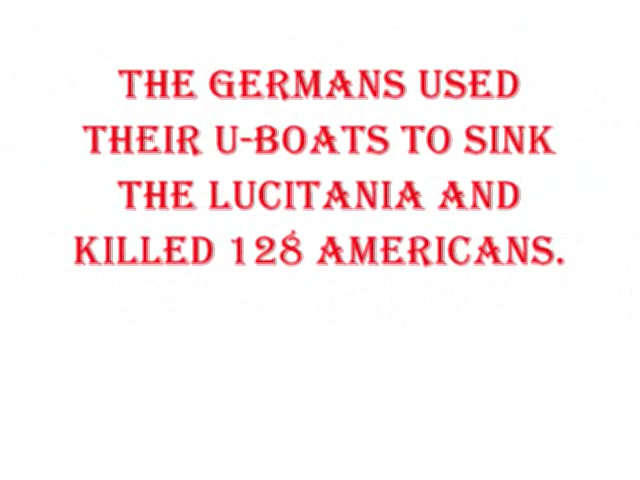 THE GERMANS USED
THEIR U-BOATS TO SINK
THE LUCITANIA AND
KILLED 128 AMERICANS.